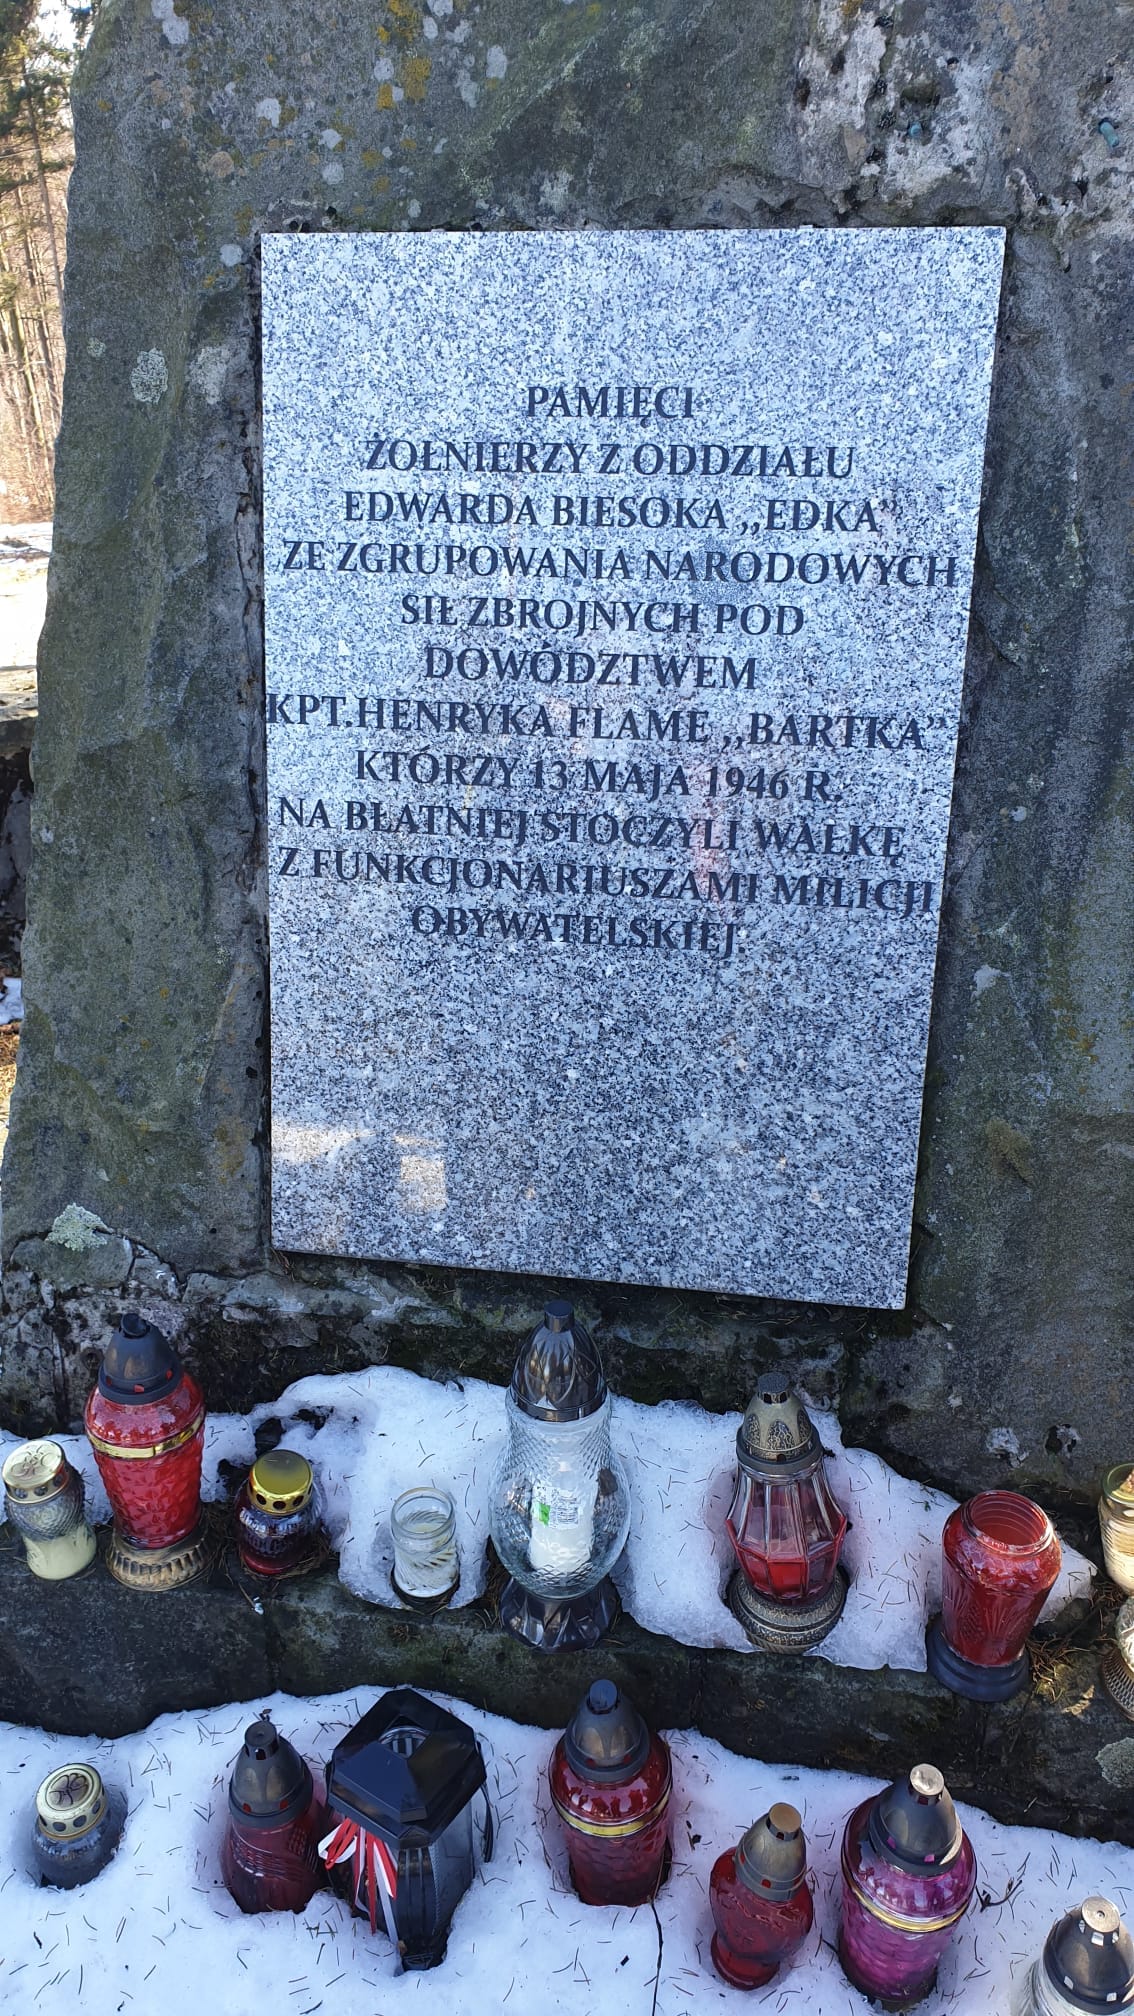 PAMIĘCI
ŻOŁNIERZY Z ODDZIAŁU
EDWARDA BIESOKA ,,EDKA”
ZE ZGRUPOWANIA NARODOWYCH
SIŁ ZBROJNYCH POD
DOWÓDZTWEM
KPT.HENRYKA FLAME ,,BARTKA”
KTÓRZY 13 MAJA 1946 R.
NA BŁATNIEJ STOCZYLI WALKĘ
Z FUNKCJONARIUSZAMI MILICJI
OBYWATELSKIEJ.